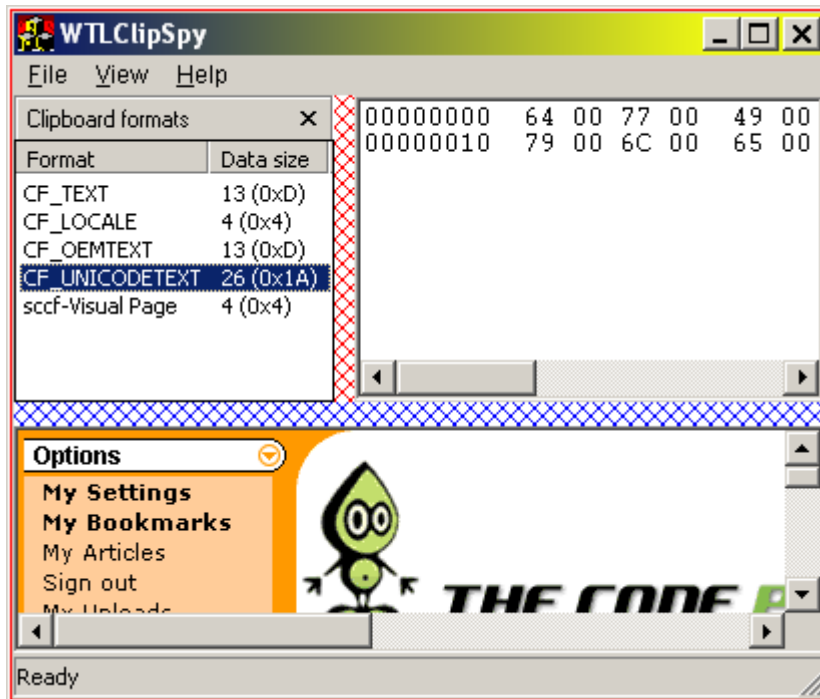 WTLClipSpy
File View Help
Clipboard formats
Format Data size
CF_TEXT 13 (0xD)
CF_LOCALE 4 (0x4)
CF_OEMTEXT 13 (0xD)
CF_UNICODETEXT 26 (0x1A)
sccf-Visual Page 4 (0x4)
00000000 64 00 77 00 49 00
00000010 79 00 6C 00 65 00
Options
My Settings
My Bookmarks
My Articles
Sign out
My Uploads
THE CODE P
Ready